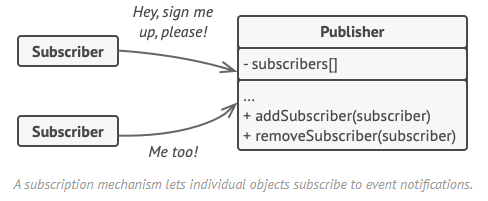 Hey, sign me
up, please!
Subscriber
Publisher
- subscribers[]
...
+ addSubscriber(subscriber)
+ removeSubscriber(subscriber)
Subscriber
Me too!
A subscription mechanism lets individual objects subscribe to event notifications.